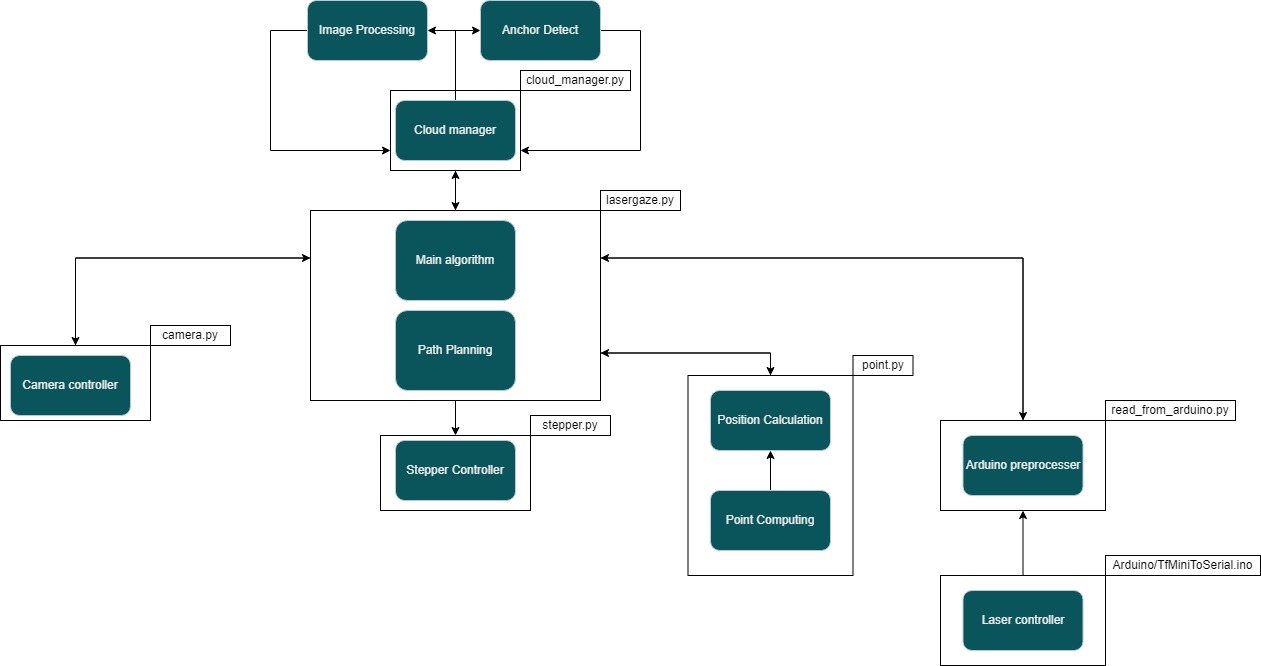 Image Processing
Anchor Detect
cloud_manager.py
Cloud manager
lasergaze.py
Main algorithm
camera.py
Path Planning
point.py
Camera controller
read_from_arduino.py
stepper.py
Position Calculation
Stepper Controller
Arduino preprocesser
Point Computing
Arduino/TfMiniToSerial.ino
Laser controller